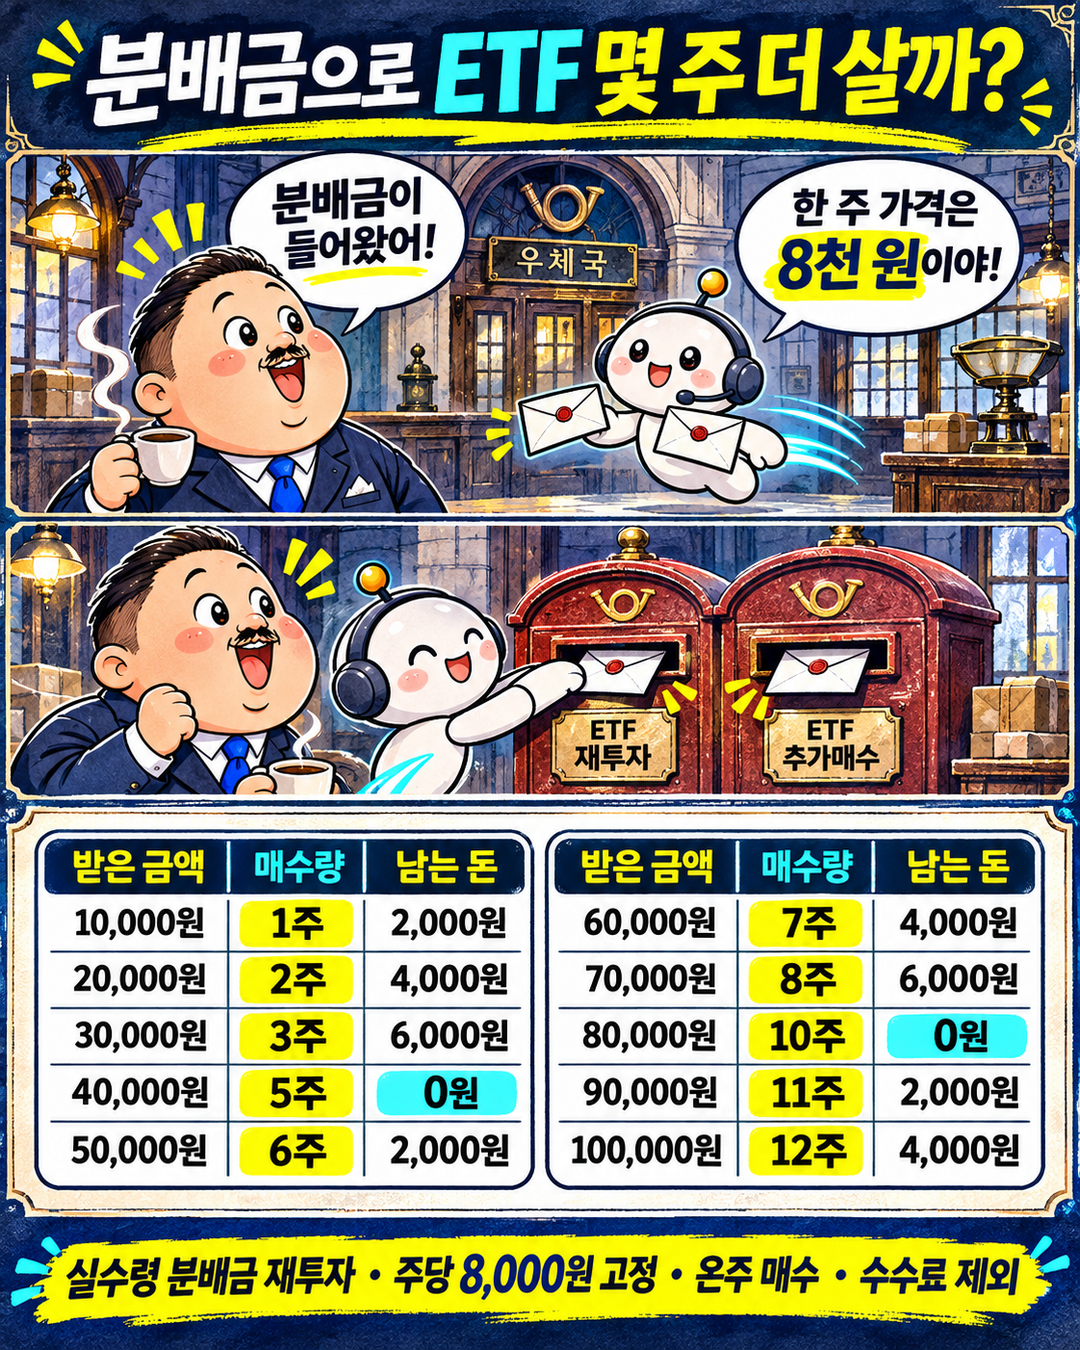 분배금으로 ETF 몇 주 더 살까?
분배금이
들어왔어!
한 주 가격은
8천 원이야!
우체국
ETF
재투자
ETF
추가매수
받은 금액 매수량 남는 돈
10,000원 1주 2,000원
20,000원 2주 4,000원
30,000원 3주 6,000원
40,000원 5주 0원
50,000원 6주 2,000원
받은 금액 매수량 남는 돈
60,000원 7주 4,000원
70,000원 8주 6,000원
80,000원 10주 0원
90,000원 11주 2,000원
100,000원 12주 4,000원
실수령 분배금 재투자 • 주당 8,000원 고정 • 온주 매수 • 수수료 제외